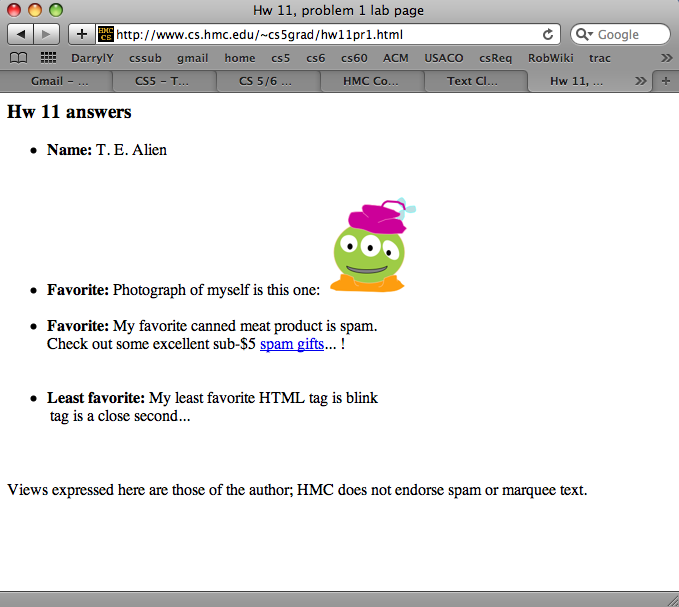 Hw 11, problem 1 lab page
HMC CS http://www.cs.hmc.edu/~cs5grad/hw11pr1.html Google
DarrylY cssub gmail home cs5 cs6 cs60 ACM USACO csReq RobWiki trac
Gmail - ... CS5 - T... CS 5/6 ... HMC Co... Text Cl... Hw 11, ...
Hw 11 answers
Name: T. E. Alien
Favorite: Photograph of myself is this one:
Favorite: My favorite canned meat product is spam.
Check out some excellent sub-$5 spam gifts... !
Least favorite: My least favorite HTML tag is blink
tag is a close second...
Views expressed here are those of the author; HMC does not endorse spam or marquee text.